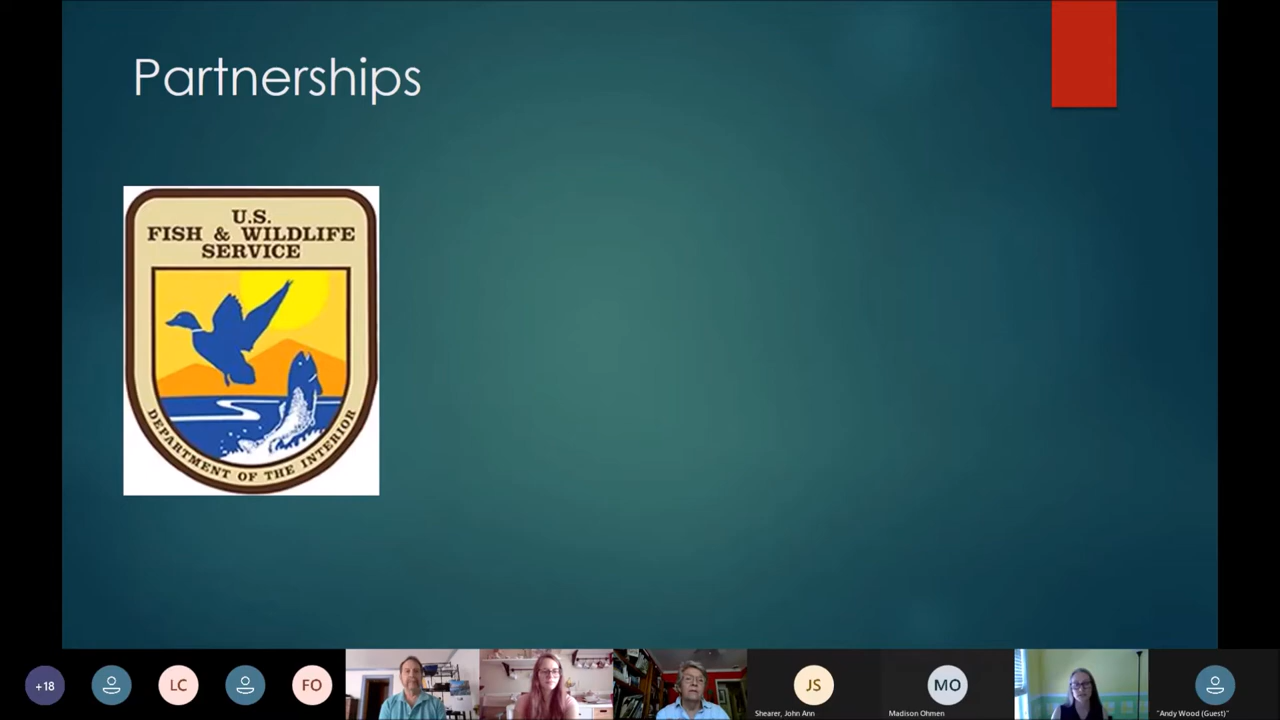 Partnerships
U.S.
FISH & WILDLIFE
SERVICE
DEPARTMENT OF THE INTERIOR
+18
LC
FO
JS
Shearer, John Ann
MO
Madison Ohmen
"Andy Wood (Guest)"